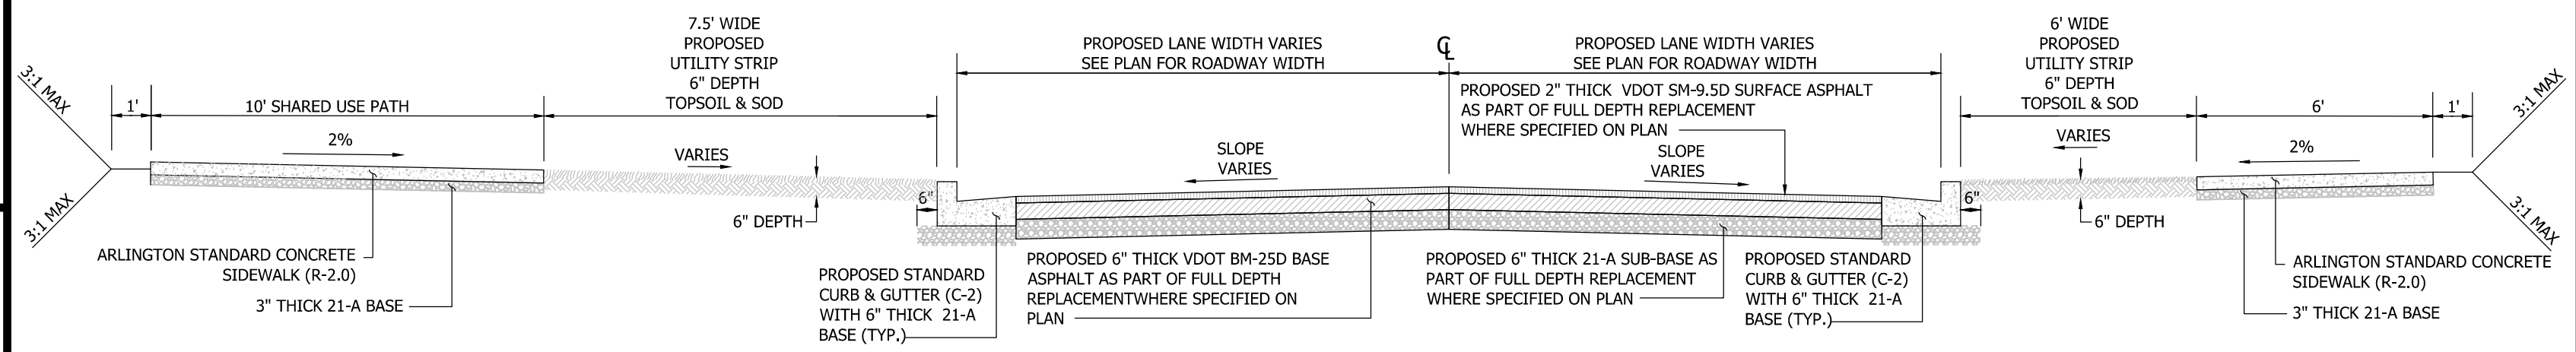 3:1 MAX
3:1 MAX
1'
10' SHARED USE PATH
2%
7.5' WIDE
PROPOSED
UTILITY STRIP
6" DEPTH
TOPSOIL & SOD
VARIES
6" DEPTH
6"
ARLINGTON STANDARD CONCRETE
SIDEWALK (R-2.0)
3" THICK 21-A BASE
PROPOSED STANDARD
CURB & GUTTER (C-2)
WITH 6" THICK 21-A
BASE (TYP.)
PROPOSED LANE WIDTH VARIES
SEE PLAN FOR ROADWAY WIDTH
SLOPE
VARIES
PROPOSED 6" THICK VDOT BM-25D BASE
ASPHALT AS PART OF FULL DEPTH
REPLACEMENTWHERE SPECIFIED ON
PLAN
CL
PROPOSED LANE WIDTH VARIES
SEE PLAN FOR ROADWAY WIDTH
PROPOSED 2" THICK VDOT SM-9.5D SURFACE ASPHALT
AS PART OF FULL DEPTH REPLACEMENT
WHERE SPECIFIED ON PLAN
SLOPE
VARIES
PROPOSED 6" THICK 21-A SUB-BASE AS
PART OF FULL DEPTH REPLACEMENT
WHERE SPECIFIED ON PLAN
PROPOSED STANDARD
CURB & GUTTER (C-2)
WITH 6" THICK 21-A
BASE (TYP.)
6"
6' WIDE
PROPOSED
UTILITY STRIP
6" DEPTH
TOPSOIL & SOD
VARIES
6" DEPTH
6'
2%
1'
3:1 MAX
3:1 MAX
ARLINGTON STANDARD CONCRETE
SIDEWALK (R-2.0)
3" THICK 21-A BASE